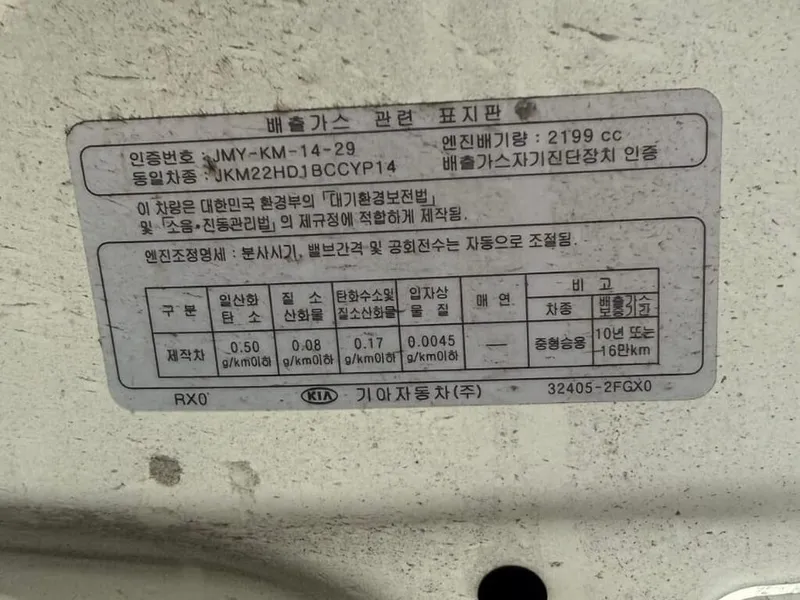 배출가스 관련 표지판
인증번호 : JMY-KM-14-29 엔진배기량 : 2199 cc
동일차종 : JKM22HD1BCCYP14 배출가스자기진단장치 인증
이 차량은 대한민국 환경부의 「대기환경보전법」
및 「소음·진동관리법」의 제규정에 적합하게 제작됨.
엔진조정명세 : 분사시기, 밸브간격 및 공회전수는 자동으로 조절됨.
구 분 일산화 탄 소 질 소 산화물 탄화수소및 질소산화물 입자상 물 질 매 연 비 고
차종 배출가스 보증기간
제작차 0.50 g/km이하 0.08 g/km이하 0.17 g/km이하 0.0045 g/km이하 — 중형승용 10년 또는 16만km
RX0 KIA 기아자동차(주) 32405-2FGX0